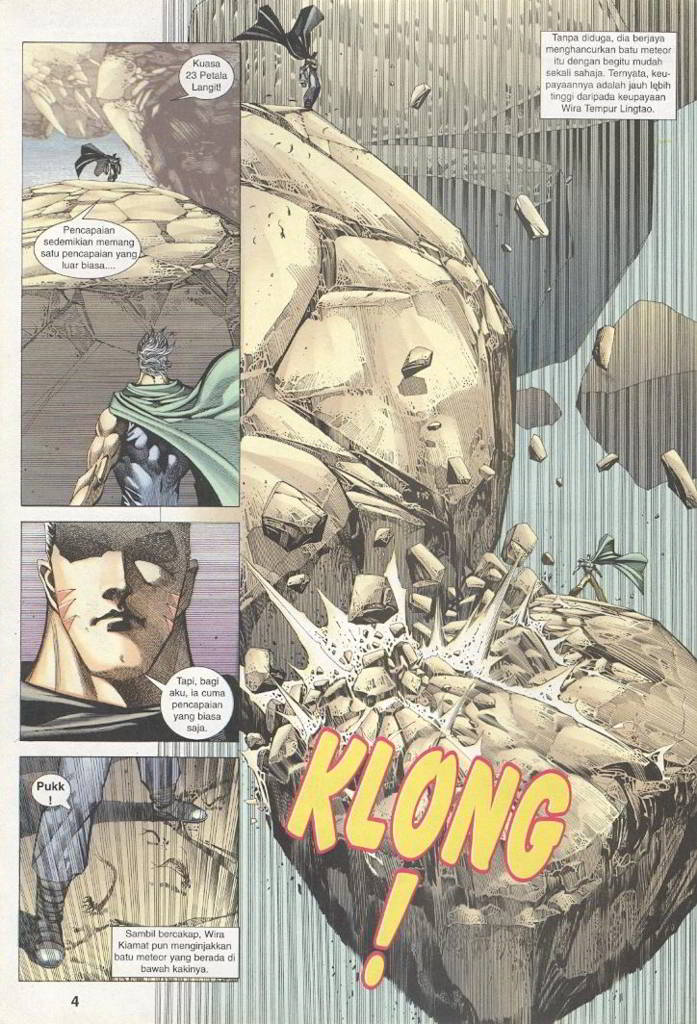 Kuasa
23 Petala
Langit!
Pencapaian
sedemikian memang
satu pencapaian yang
luar biasa....
Tapi, bagi
aku, ia cuma
pencapaian
yang biasa
saja.
Pukk
!
Sambil bercakap, Wira
Kiamat pun menginjakkan
batu meteor yang berada di
bawah kakinya.
Tanpa diduga, dia berjaya
menghancurkan batu meteor
itu dengan begitu mudah
sekali sahaja. Ternyata, keu-
payaannya adalah jauh lebih
tinggi daripada keupayaan
Wira Tempur Lingtao.
KLONG
!
4